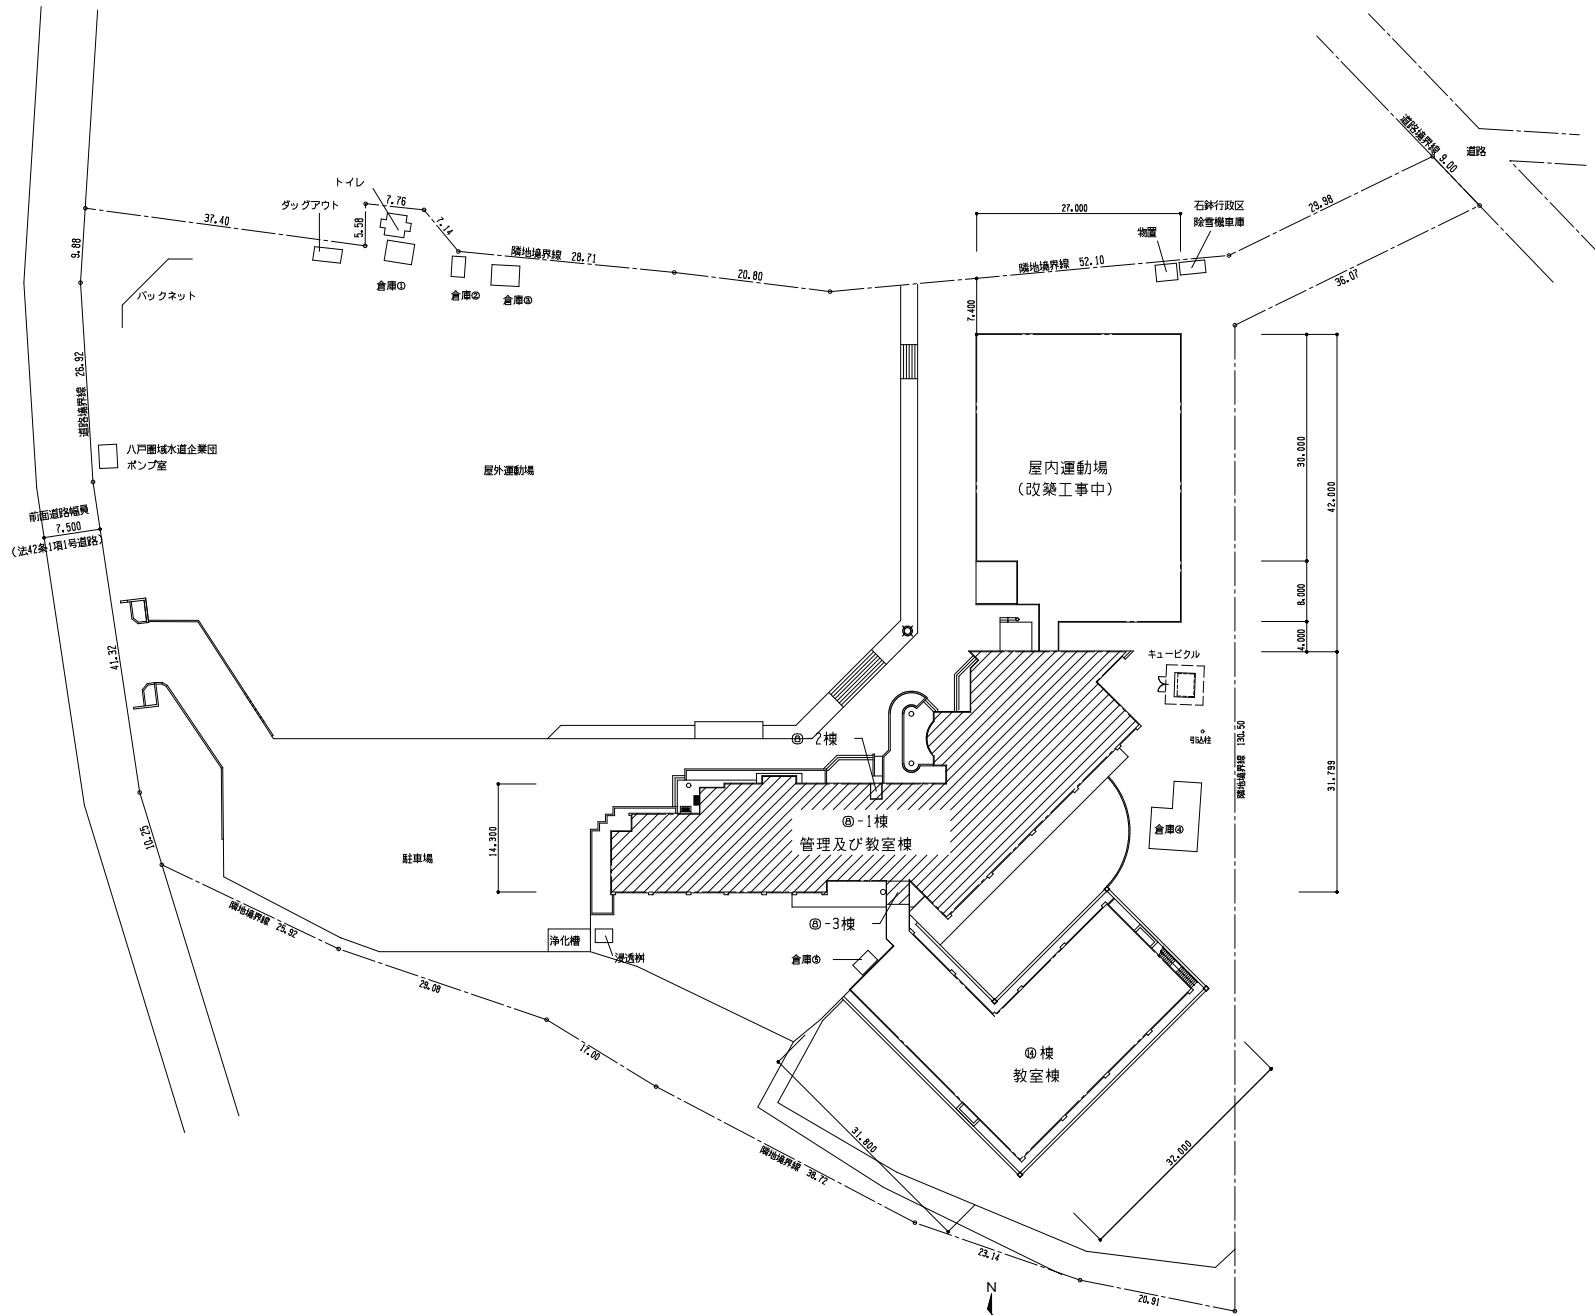 道路境界線 9.00
道路
29.98
36.07
トイレ
ダッグアウト
7.76
7.14
5.58
37.40
9.88
隣地境界線 28.71
20.80
27.000
隣地境界線 52.10
石鉢行政区
除雪機車庫
物置
倉庫①
倉庫②
倉庫③
バックネット
7.400
道路境界線 26.92
八戸圏域水道企業団
ポンプ室
屋外運動場
屋内運動場
(改築工事中)
30.000
42.000
8.000
4.000
前面道路幅員
7.500
(法42条1項1号道路)
41.32
キュービクル
引込柱
隣地境界線 130.50
31.799
⑧-2棟
14.300
⑧-1棟
管理及び教室棟
倉庫④
10.25
駐車場
隣地境界線 25.92
⑧-3棟
浄化槽
浸透桝
倉庫⑤
29.08
17.00
⑭棟
教室棟
31.800
32.000
隣地境界線 38.72
23.14
20.91
N